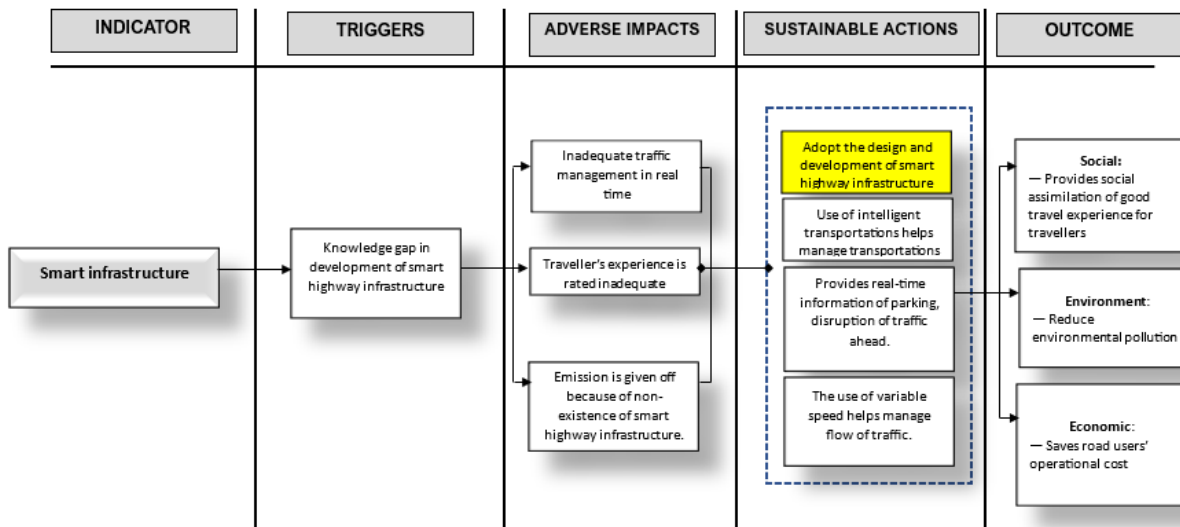 INDICATOR
TRIGGERS
ADVERSE IMPACTS
SUSTAINABLE ACTIONS
OUTCOME
Smart infrastructure
Knowledge gap in
development of smart
highway infrastructure
Inadequate traffic
management in real
time
Traveller's experience is
rated inadequate
Emission is given off
because of non-
existence of smart
highway infrastructure.
Adopt the design and
development of smart
highway infrastructure
Use of intelligent
transportations helps
manage transportations
Provides real-time
information of parking,
disruption of traffic
ahead.
The use of variable
speed helps manage
flow of traffic.
Social:
— Provides social
assimilation of good
travel experience for
travellers
Environment:
— Reduce
environmental pollution
Economic:
— Saves road users'
operational cost